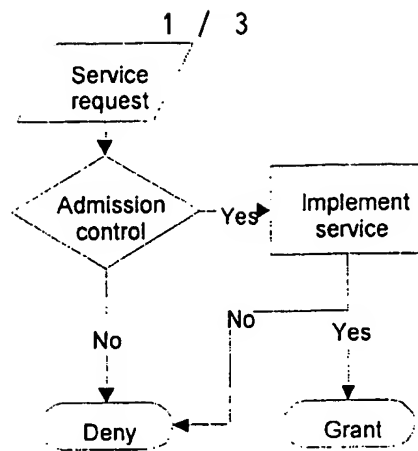 1 / 3
Service
request
Admission
control
Yes
Implement
service
No
No
Yes
Deny
Grant